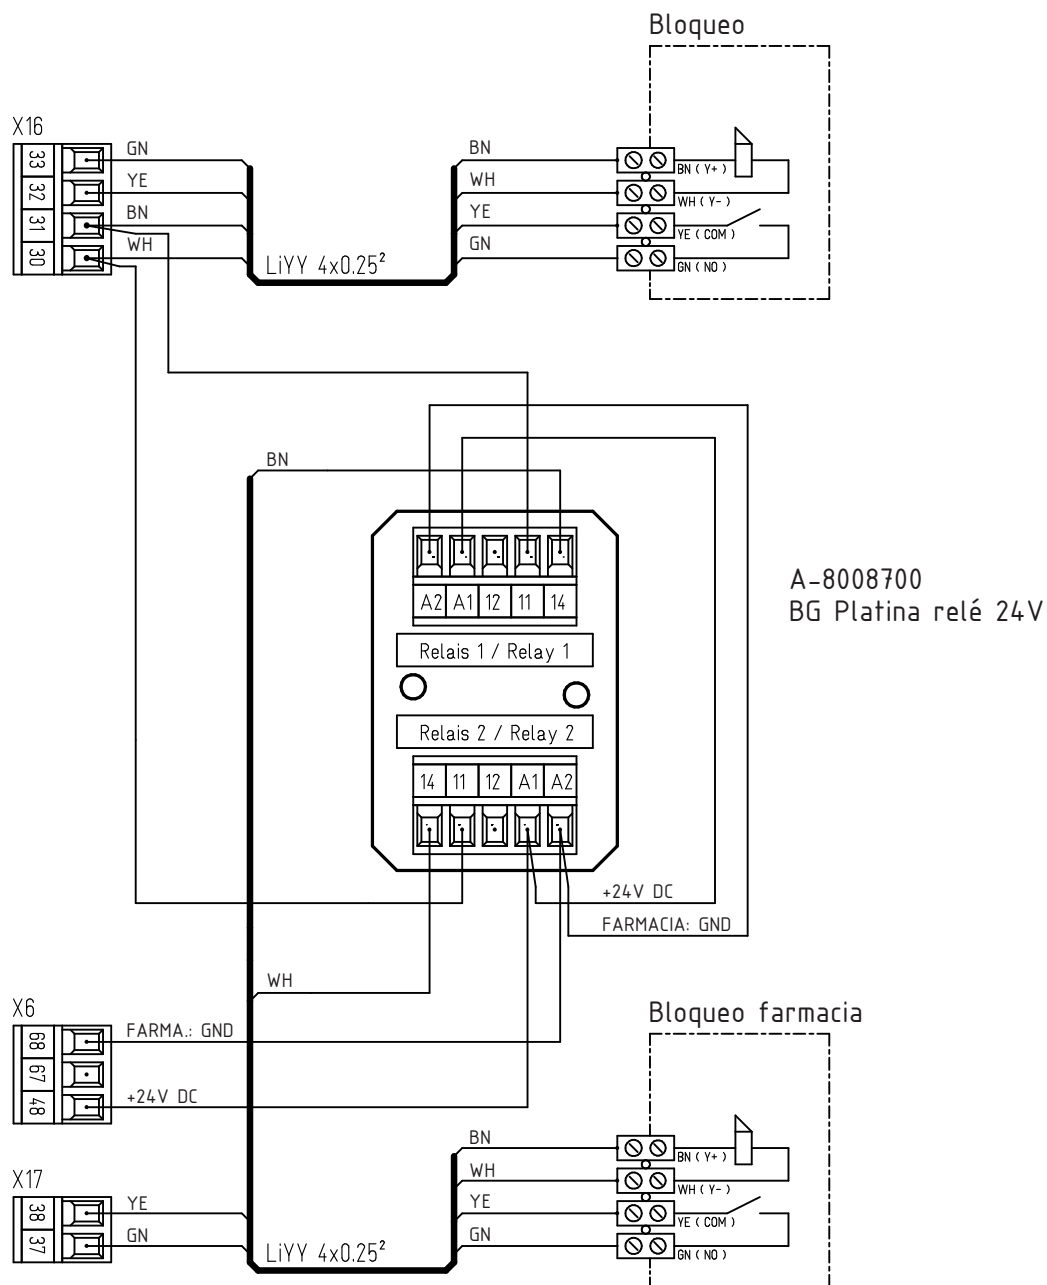 Bloqueo
X16
33
GN
BN
BN ( Y+ )
32
YE
WH
WH ( Y- )
31
BN
YE
YE ( COM )
30
WH
LiYY 4x0.25²
GN
GN ( NO )
BN
A-8008700
BG Platina relé 24V
A2 A1 12 11 14
Relais 1 / Relay 1
Relais 2 / Relay 2
14 11 12 A1 A2
+24V DC
FARMACIA: GND
WH
X6
68
FARMA.: GND
67
48
+24V DC
Bloqueo farmacia
BN
BN ( Y+ )
X17
WH
WH ( Y- )
38
YE
YE
YE ( COM )
37
GN
LiYY 4x0.25²
GN
GN ( NO )